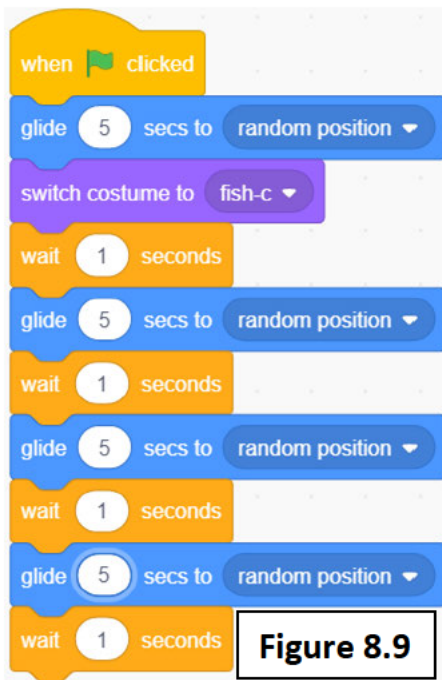 when clicked
glide 5 secs to random position
switch costume to fish-c
wait 1 seconds
glide 5 secs to random position
wait 1 seconds
glide 5 secs to random position
wait 1 seconds
glide 5 secs to random position
wait 1 seconds
Figure 8.9